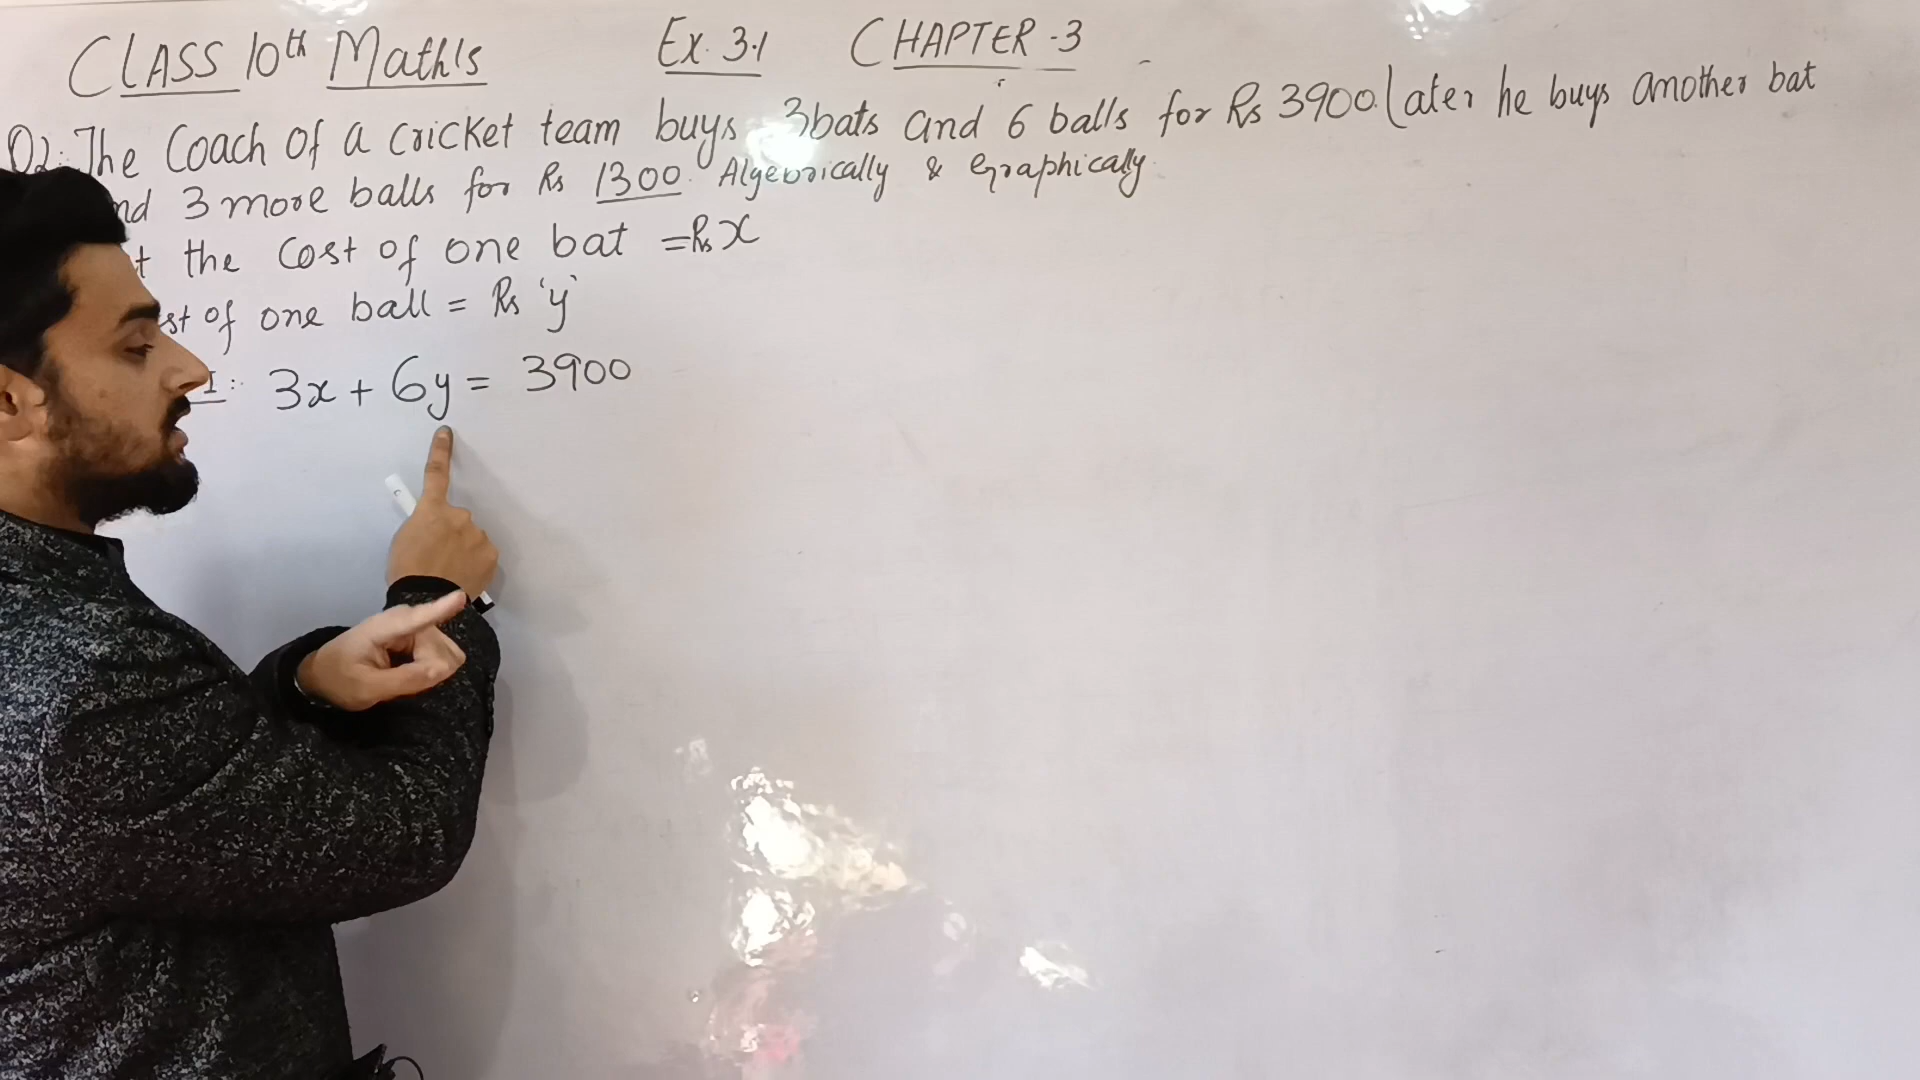 CLASS 10th Math's Ex. 3.1 CHAPTER -3
Q2: The Coach of a cricket team buys 3bats and 6 balls for Rs 3900. Later he buys another bat
nd 3 more balls for Rs 1300. Algebrically & Graphically.
t the Cost of one bat = Rs x
st of one ball = Rs 'y'
I :- 3x + 6y = 3900